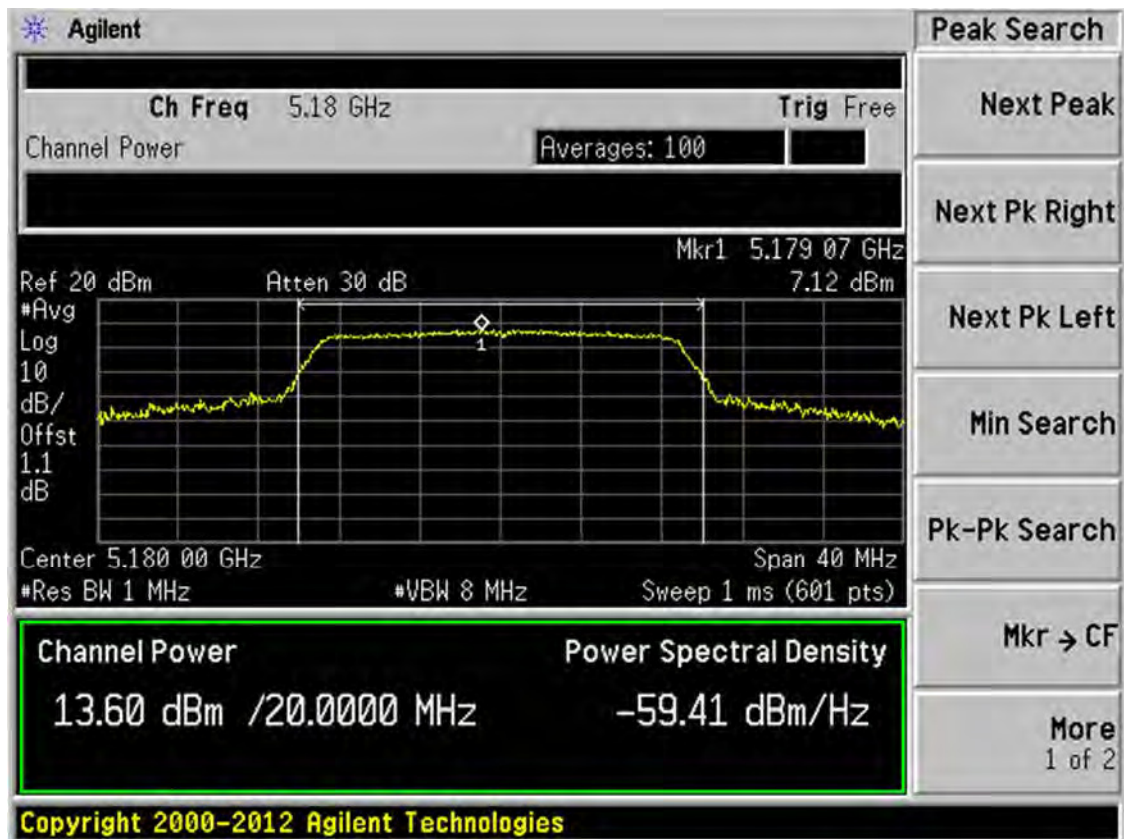 Agilent
Peak Search
Ch Freq 5.18 GHz Trig Free
Channel Power Averages: 100
Mkr1 5.179 07 GHz
Ref 20 dBm Atten 30 dB 7.12 dBm
#Avg
Log
10
dB/
Offst
1.1
dB
1
Center 5.180 00 GHz Span 40 MHz
#Res BW 1 MHz #VBW 8 MHz Sweep 1 ms (601 pts)
Channel Power Power Spectral Density
13.60 dBm /20.0000 MHz -59.41 dBm/Hz
Next Peak
Next Pk Right
Next Pk Left
Min Search
Pk-Pk Search
Mkr → CF
More
1 of 2
Copyright 2000-2012 Agilent Technologies